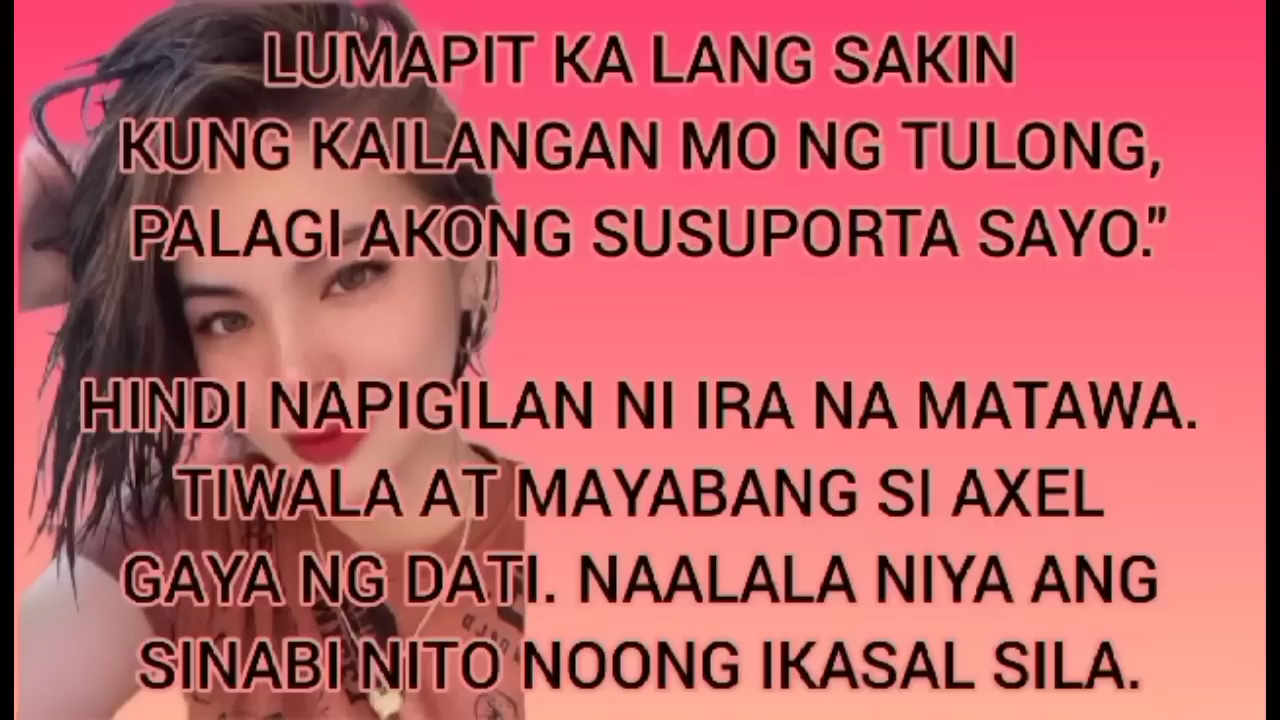 LUMAPIT KA LANG SAKIN
KUNG KAILANGAN MO NG TULONG,
PALAGI AKONG SUSUPORTA SAYO."
HINDI NAPIGILAN NI IRA NA MATAWA.
TIWALA AT MAYABANG SI AXEL
GAYA NG DATI. NAALALA NIYA ANG
SINABI NITO NOONG IKASAL SILA.